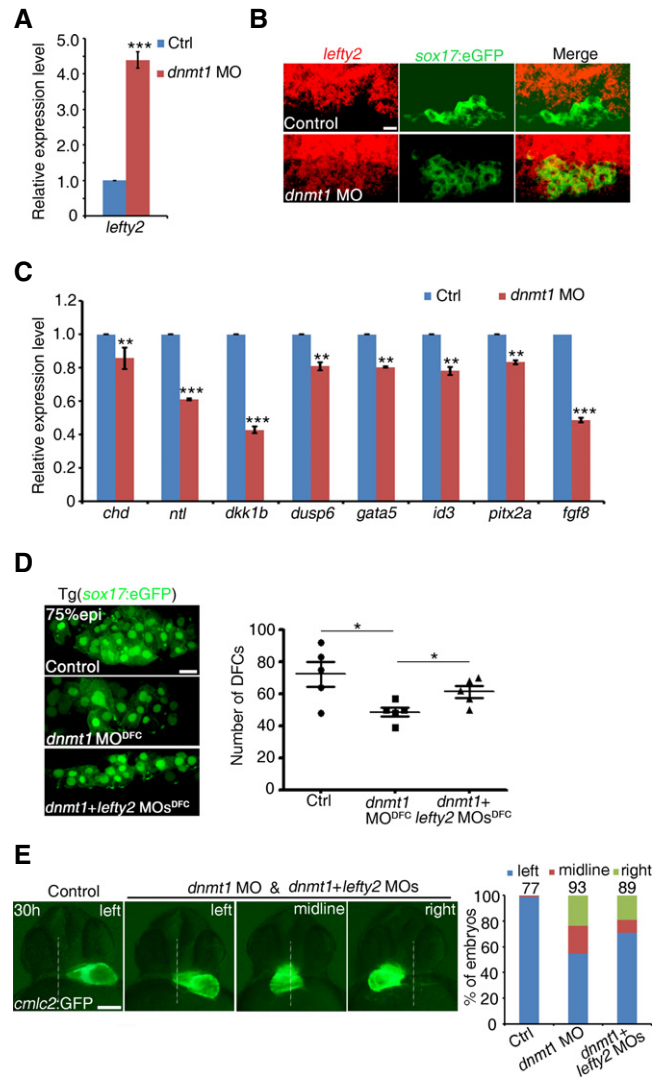 A
Relative expression level
5.0
4.0
3.0
2.0
1.0
0
***
Ctrl
dnmt1 MO
lefty2
B
lefty2
sox17:eGFP
Merge
Control
dnmt1 MO
C
Relative expression level
1.2
1.0
0.8
0.6
0.4
0.2
0
Ctrl
dnmt1 MO
**
***
***
**
**
**
**
***
chd
ntl
dkk1b
dusp6
gata5
id3
pitx2a
fgf8
D
Tg(sox17:eGFP)
75%epi
Control
dnmt1 MODFC
dnmt1+lefty2 MOsDFC
Number of DFCs
100
80
60
40
20
0
*
*
Ctrl
dnmt1
MODFC
dnmt1+
lefty2 MOsDFC
E
Control
dnmt1 MO & dnmt1+lefty2 MOs
30h
left
left
midline
right
cmlc2:GFP
left
midline
right
77
93
89
% of embryos
100
80
60
40
20
0
Ctrl
dnmt1 MO
dnmt1+
lefty2 MOs